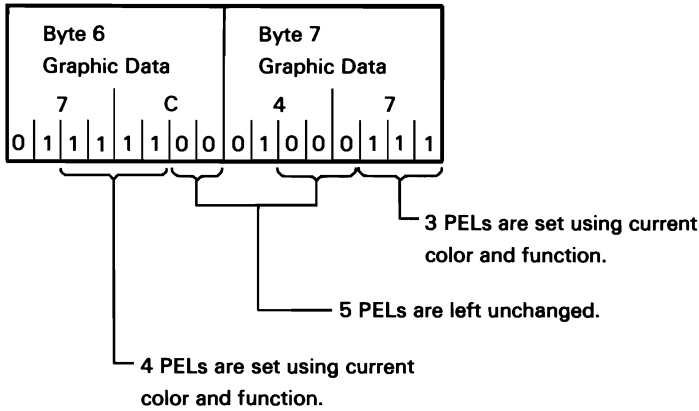 Byte 6 Byte 7
Graphic Data Graphic Data
7 C 4 7
0 1 1 1 1 1 0 0 0 1 0 0 0 1 1 1
3 PELs are set using current
color and function.
5 PELs are left unchanged.
4 PELs are set using current
color and function.